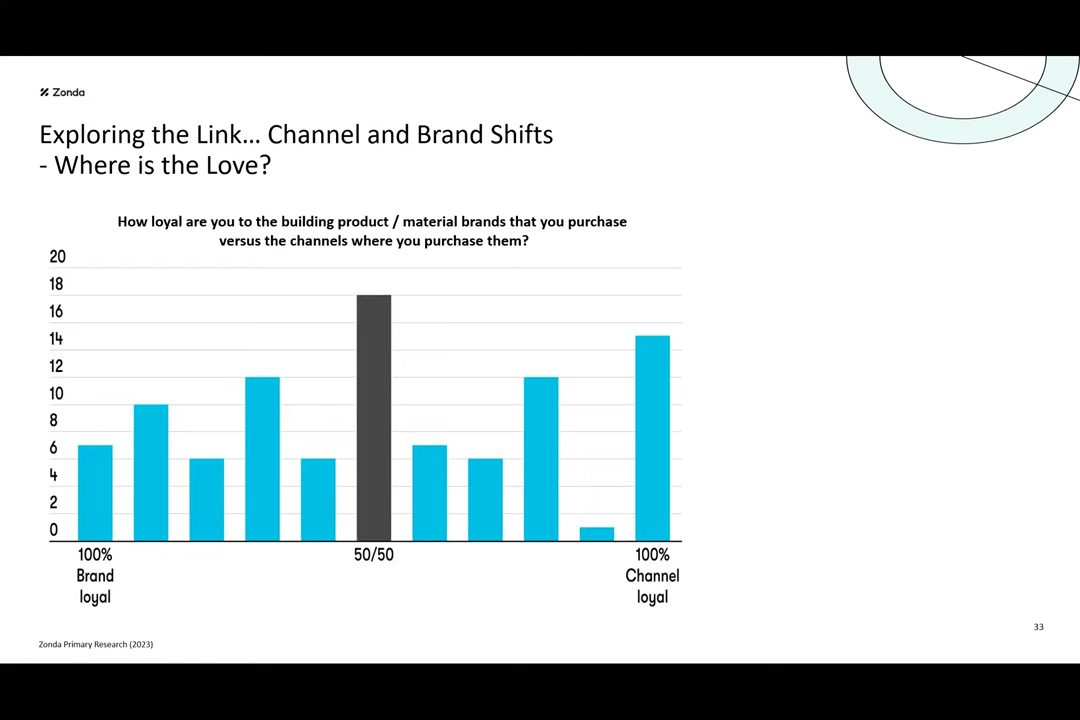 Zonda
Exploring the Link... Channel and Brand Shifts
- Where is the Love?
How loyal are you to the building product / material brands that you purchase
versus the channels where you purchase them?
20
18
16
14
12
10
8
6
4
2
0
100%
Brand
loyal
50/50
100%
Channel
loyal
33
Zonda Primary Research (2023)